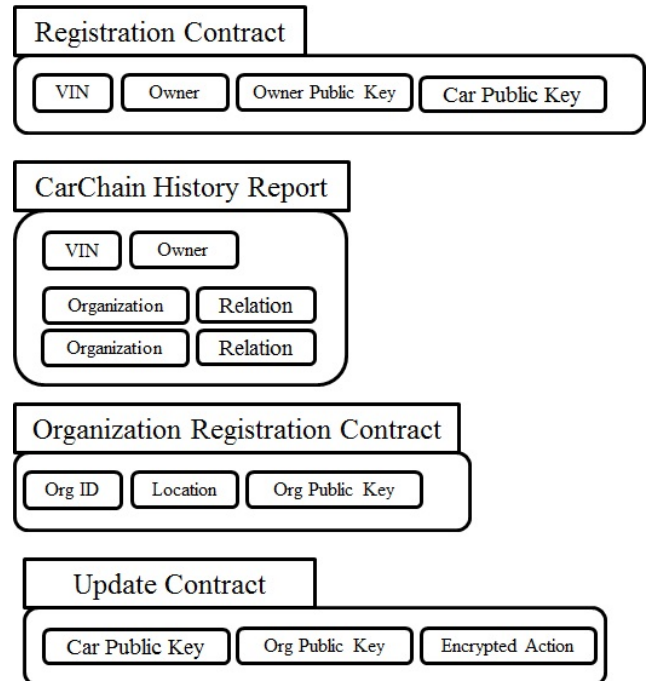 Registration Contract
VIN Owner Owner Public Key Car Public Key
CarChain History Report
VIN Owner
Organization Relation
Organization Relation
Organization Registration Contract
Org ID Location Org Public Key
Update Contract
Car Public Key Org Public Key Encrypted Action